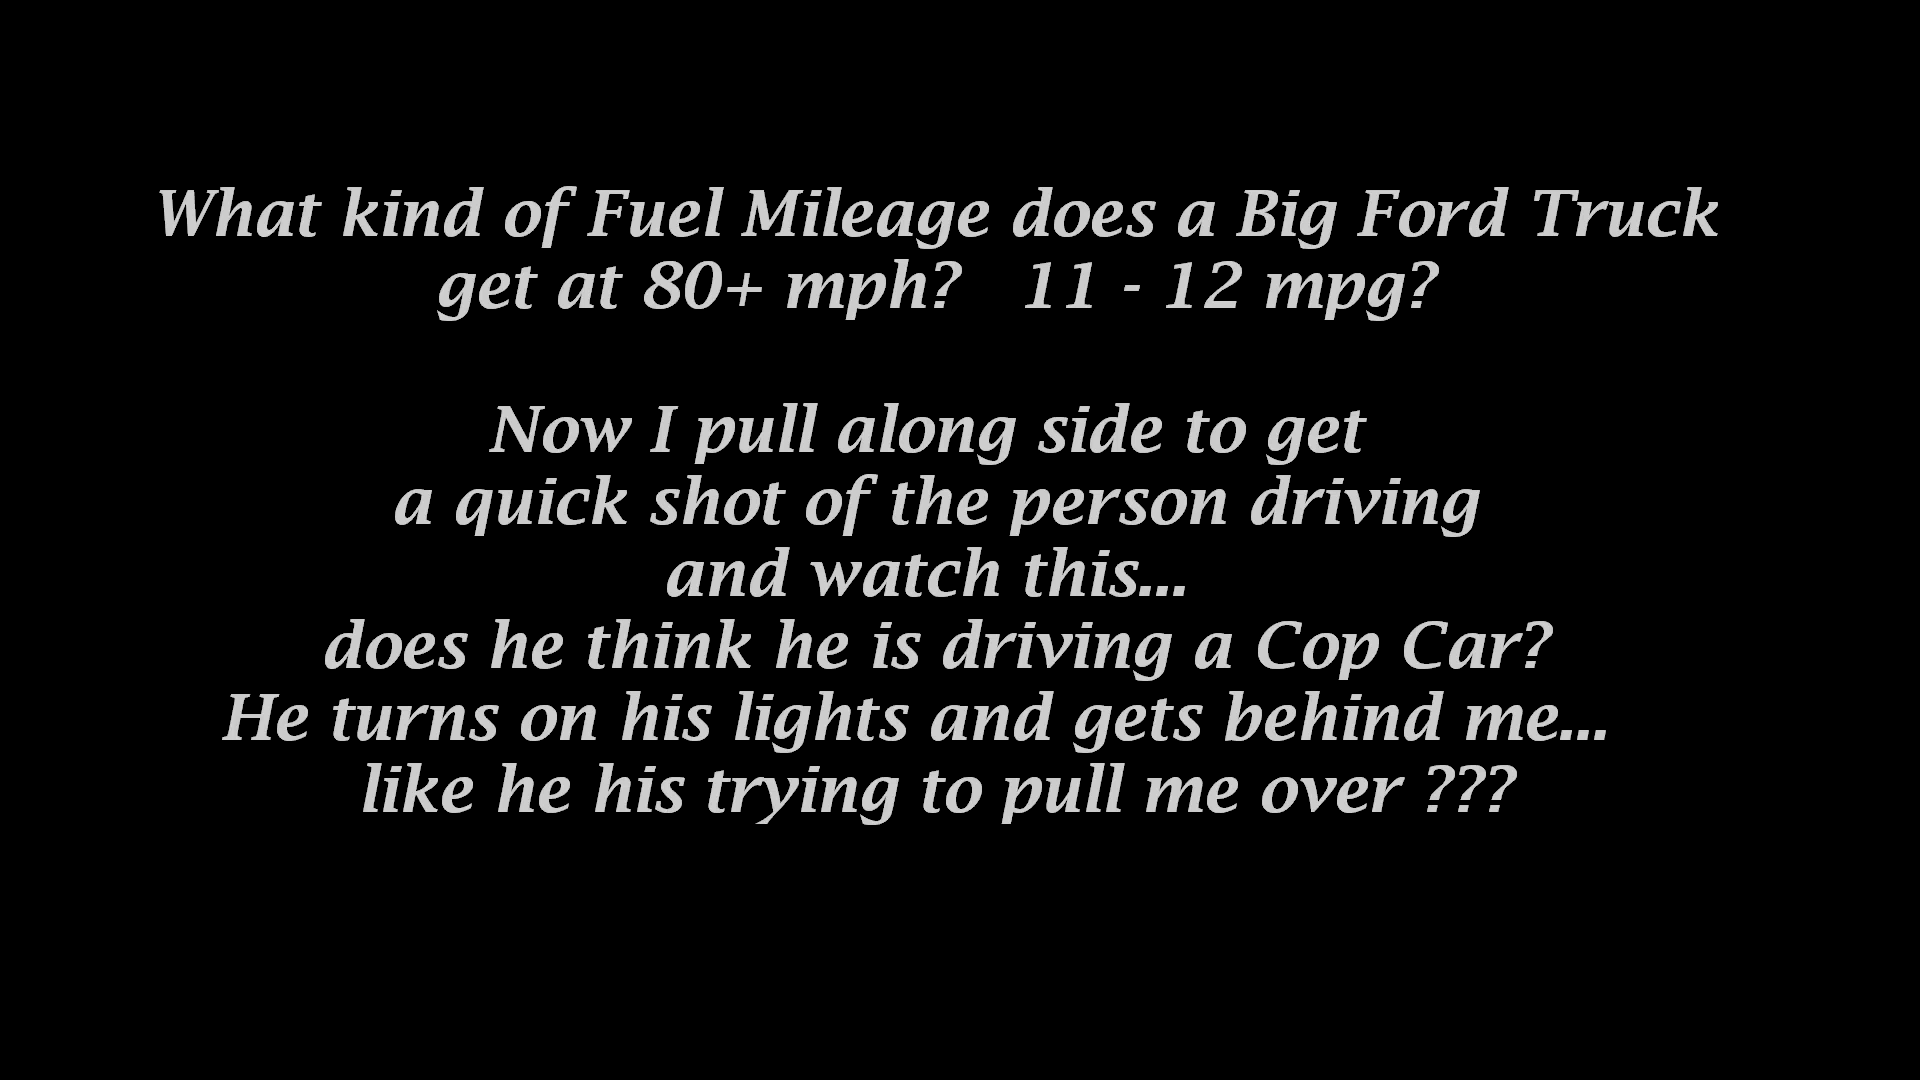 What kind of Fuel Mileage does a Big Ford Truck
get at 80+ mph?   11 - 12 mpg?
Now I pull along side to get
a quick shot of the person driving
and watch this...
does he think he is driving a Cop Car?
He turns on his lights and gets behind me...
like he his trying to pull me over ???